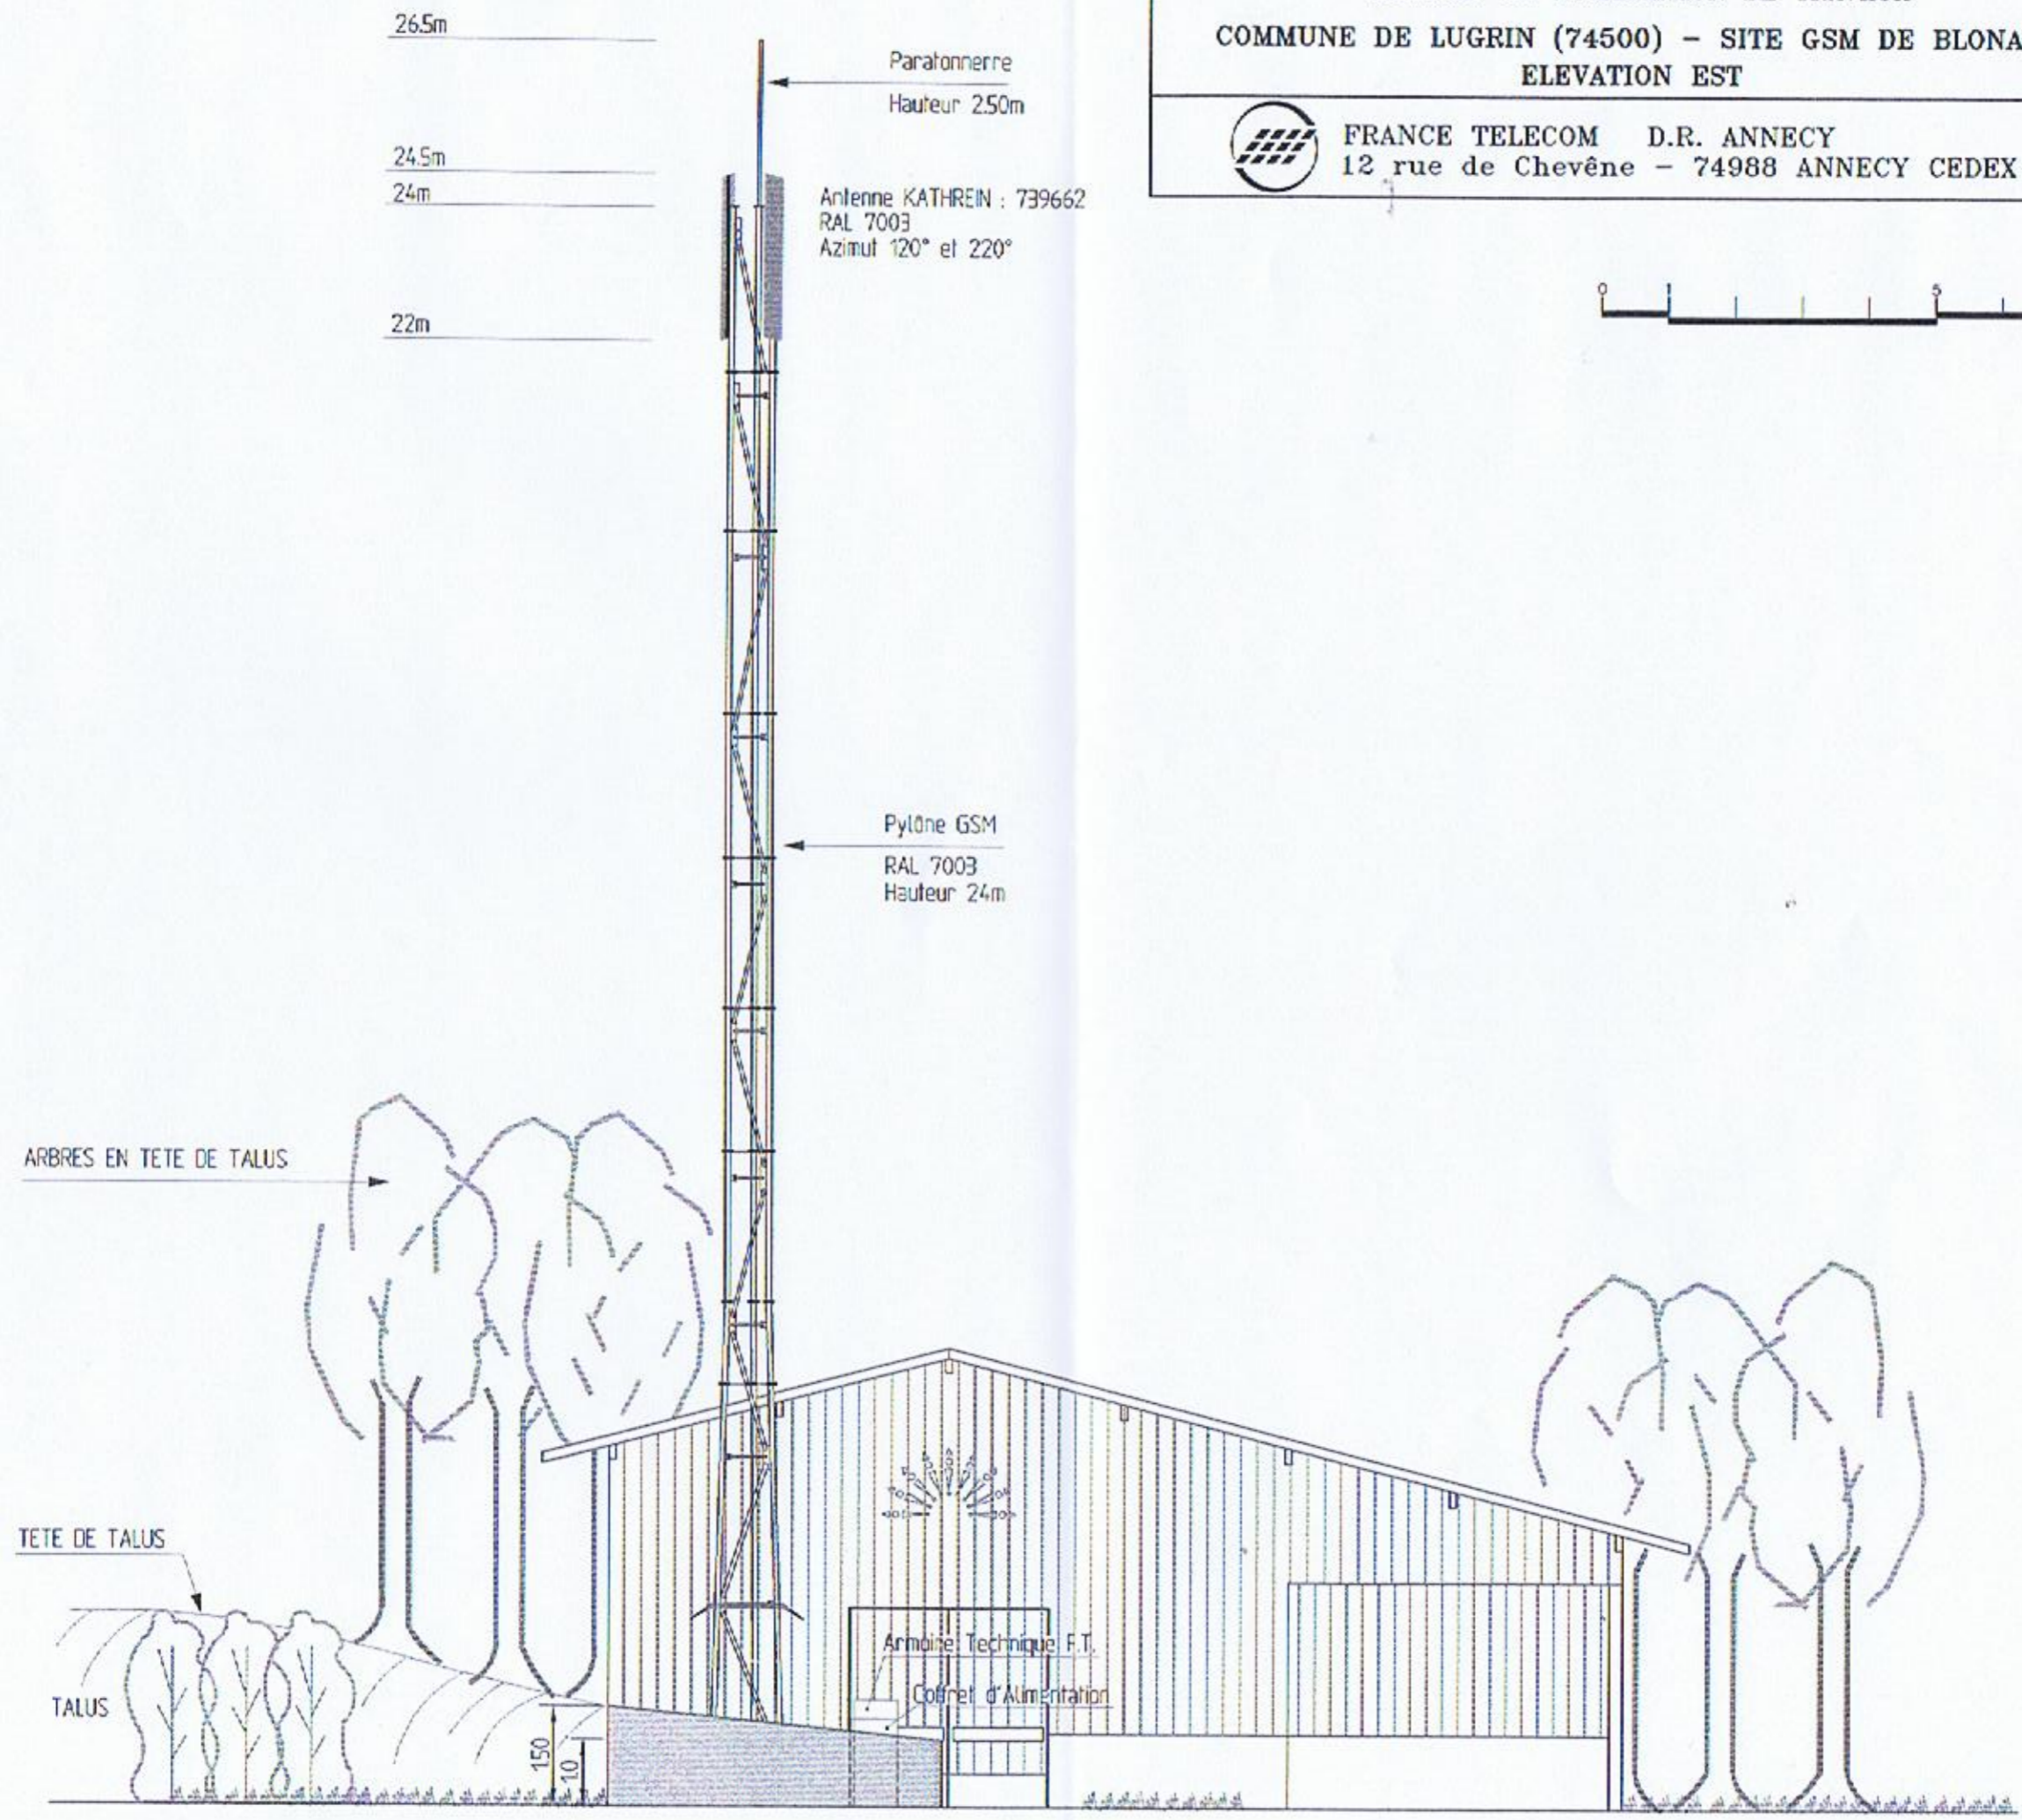 COMMUNE DE LUGRIN (74500) – SITE GSM DE BLONA
ELEVATION EST
FRANCE TELECOM D.R. ANNECY
12 rue de Chevêne – 74988 ANNECY CEDEX
26.5m
Paratonnerre
Hauteur 2.50m
24.5m
24m
Antenne KATHREIN : 739662
RAL 7003
Azimut 120° et 220°
22m
0 1 5
Pylône GSM
RAL 7003
Hauteur 24m
ARBRES EN TETE DE TALUS
TETE DE TALUS
TALUS
Armoire Technique F.T.
Coffret d'Alimentation
150
10